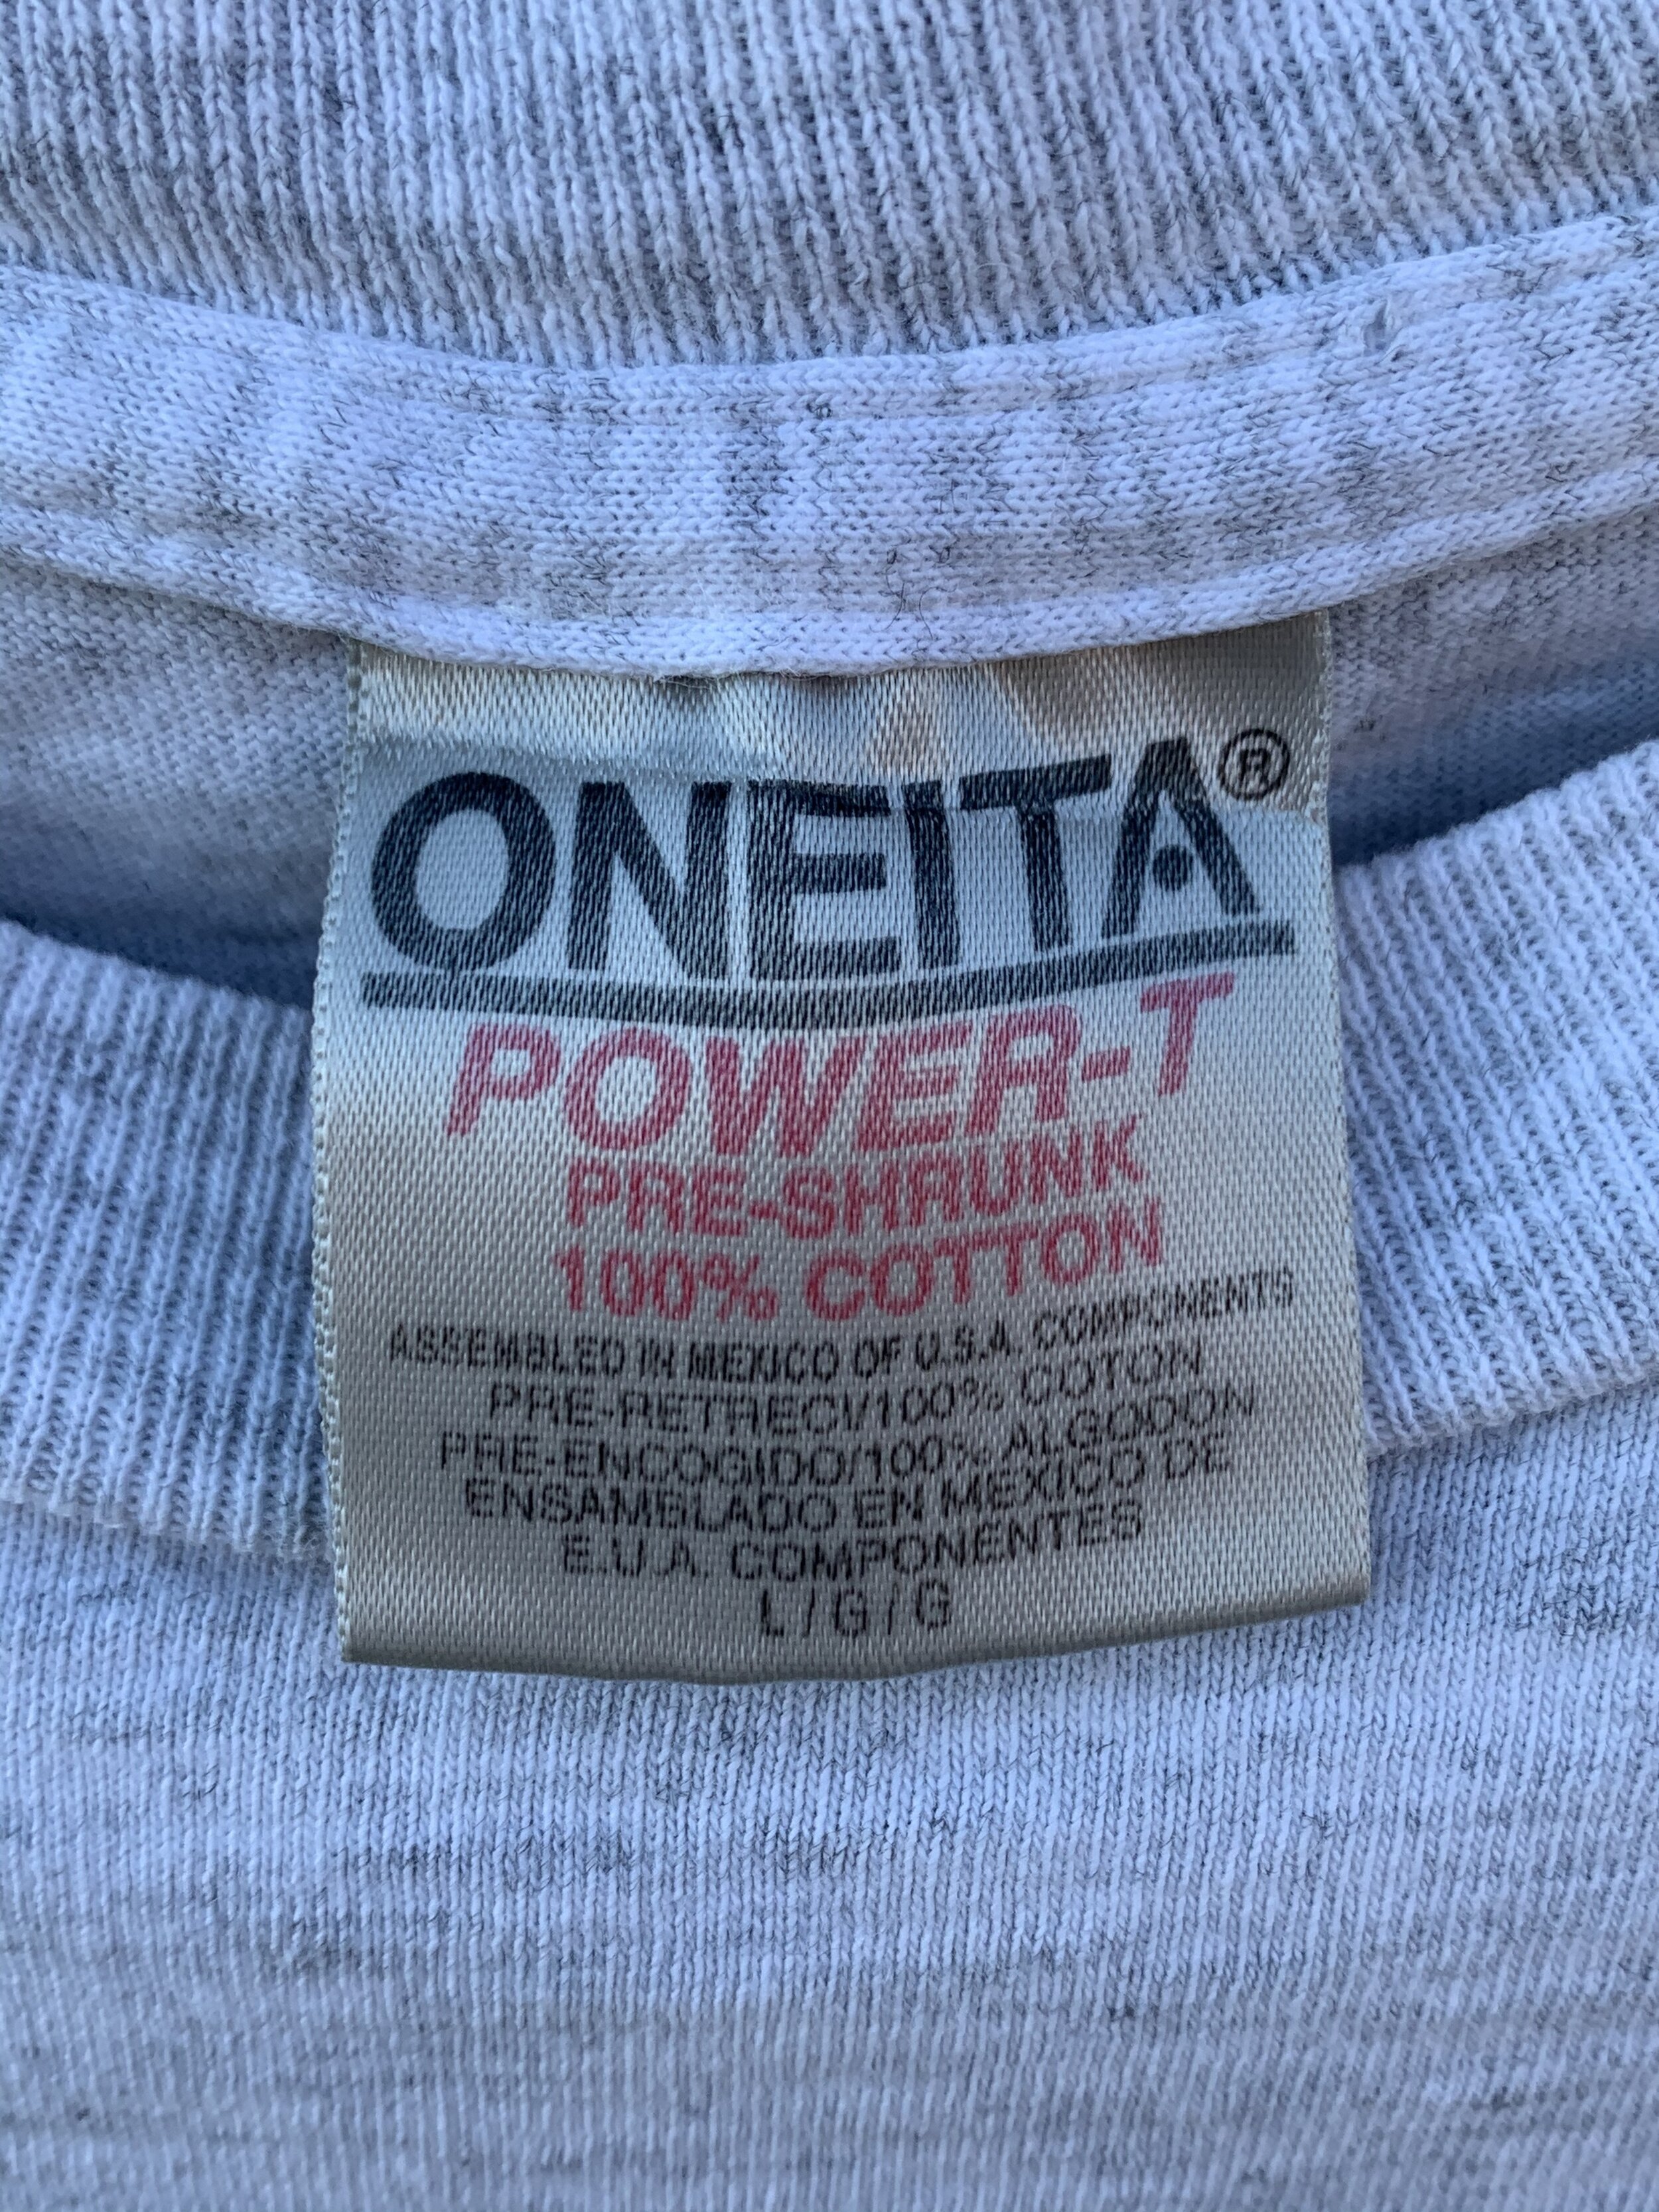 ONEITA®
POWER-T
PRE-SHRUNK
100% COTTON
ASSEMBLED IN MEXICO OF U.S.A. COMPONENTS
PRE-RETRECI/100% COTON
PRE-ENCOGIDO/100% ALGODON
ENSAMBLADO EN MEXICO DE
E.U.A. COMPONENTES
L/G/G